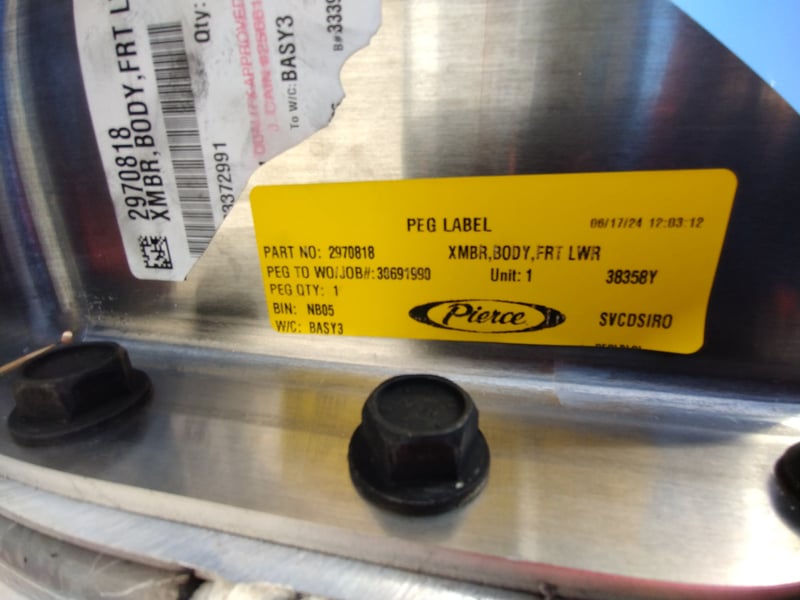 2970818
XMBR,BODY,FRT
Qty:
3372991
To W/C: BASY3
B#:3339
PEG LABEL
06/17/24 12:03:12
PART NO: 2970818 XMBR,BODY,FRT LWR
PEG TO WO/JOB#:30691990 Unit: 1 38358Y
PEG QTY: 1
BIN: NB05
Pierce
SVCDSIRO
W/C: BASY3